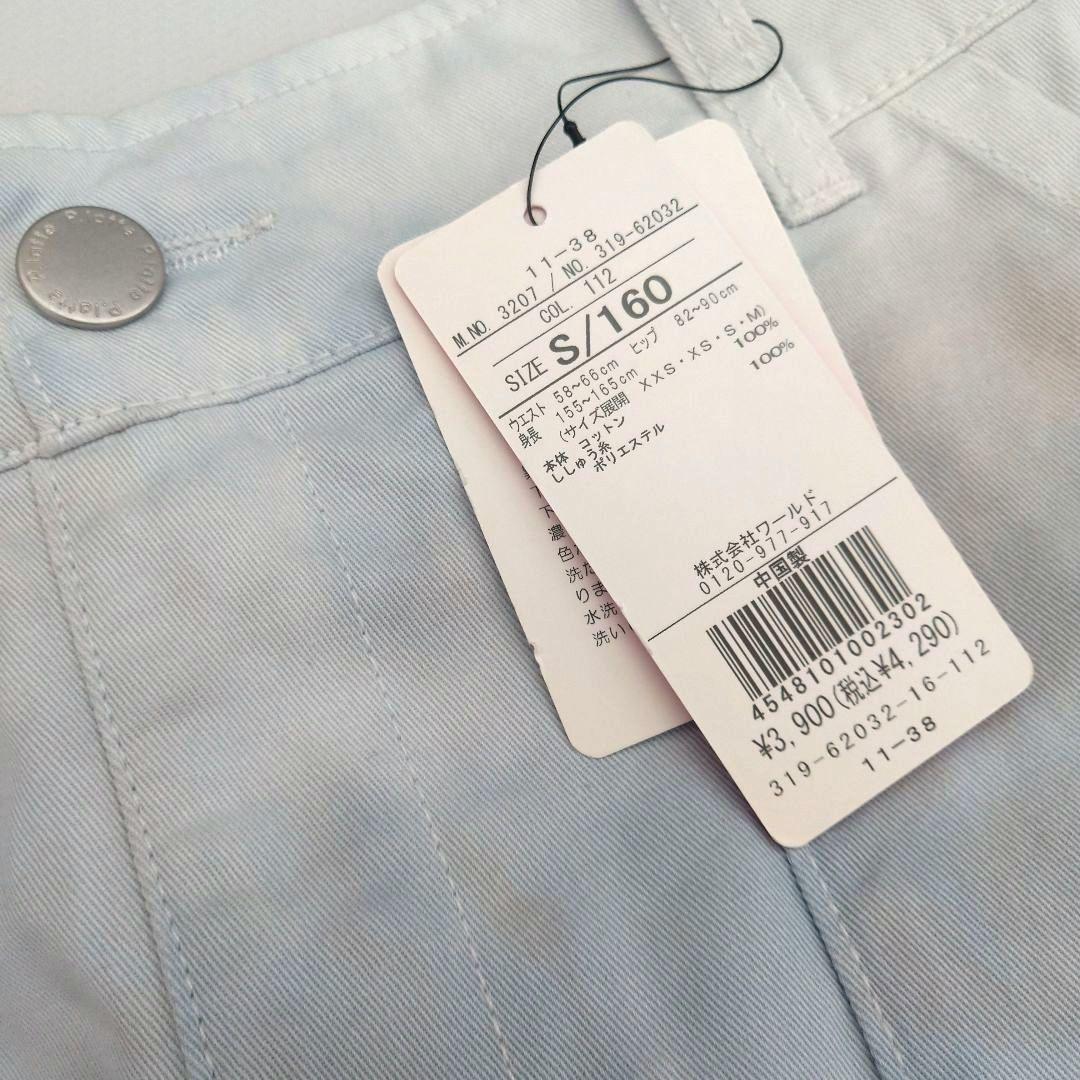 11-38
M.NO. 3207 / NO. 319-62032
COL. 112
SIZE S/160
ウエスト 58~66cm ヒップ 82~90cm
身長 155~165cm
(サイズ展開 XXS・XS・S・M)
本体 コットン 100%
ししゅう糸
ポリエステル 100%
株式会社ワールド
0120-977-917
中国製
4548101002302
¥3,900(税込¥4,290)
319-62032-16-112
11-38
下
濃
色
洗た
りま
水洗
洗い